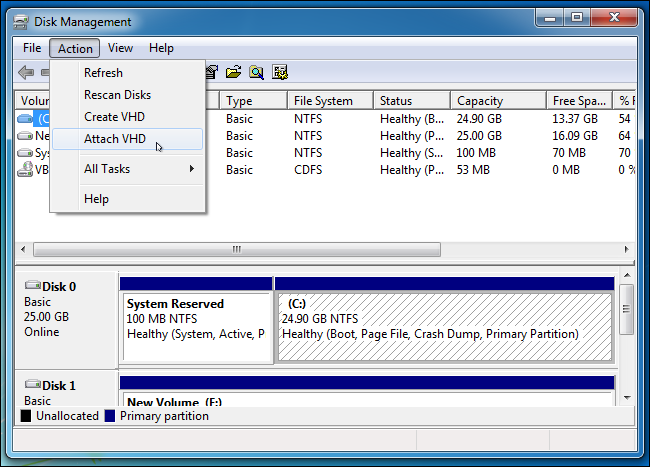 Disk Management
File Action View Help
Refresh
Rescan Disks
Create VHD
Attach VHD
All Tasks
Help
Volu Type File System Status Capacity Free Spa... % F
(C Basic NTFS Healthy (B... 24.90 GB 13.37 GB 54
Ne Basic NTFS Healthy (P... 25.00 GB 16.09 GB 64
Sys Basic NTFS Healthy (S... 100 MB 70 MB 70
VB Basic CDFS Healthy (P... 53 MB 0 MB 0 %
Disk 0
Basic
25.00 GB
Online
System Reserved
100 MB NTFS
Healthy (System, Active, P
(C:)
24.90 GB NTFS
Healthy (Boot, Page File, Crash Dump, Primary Partition)
Disk 1
Basic
New Volume (E:)
Unallocated Primary partition